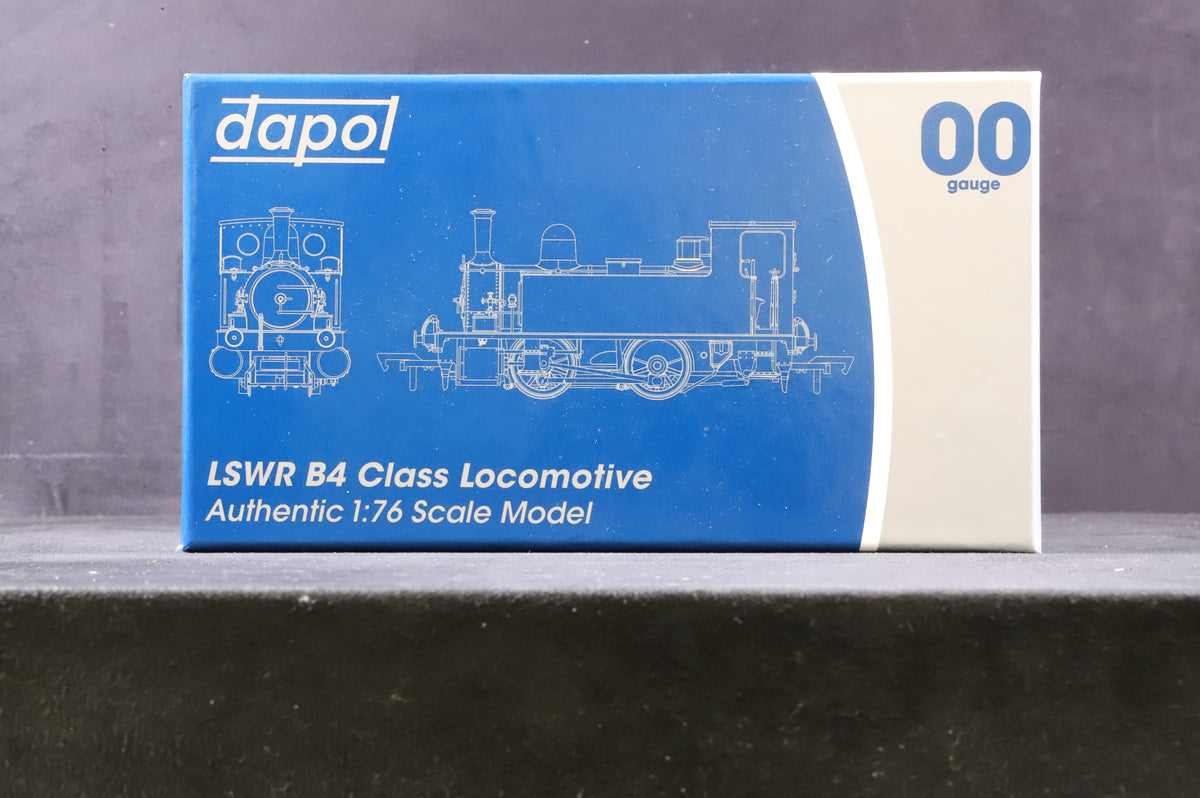 dapol
00
gauge
LSWR B4 Class Locomotive
Authentic 1:76 Scale Model